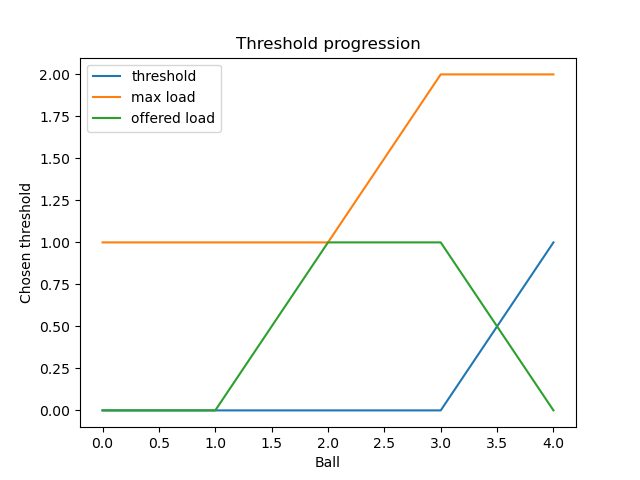 Threshold progression
threshold
max load
offered load
2.00
1.75
1.50
1.25
1.00
0.75
0.50
0.25
0.00
Chosen threshold
0.0 0.5 1.0 1.5 2.0 2.5 3.0 3.5 4.0
Ball